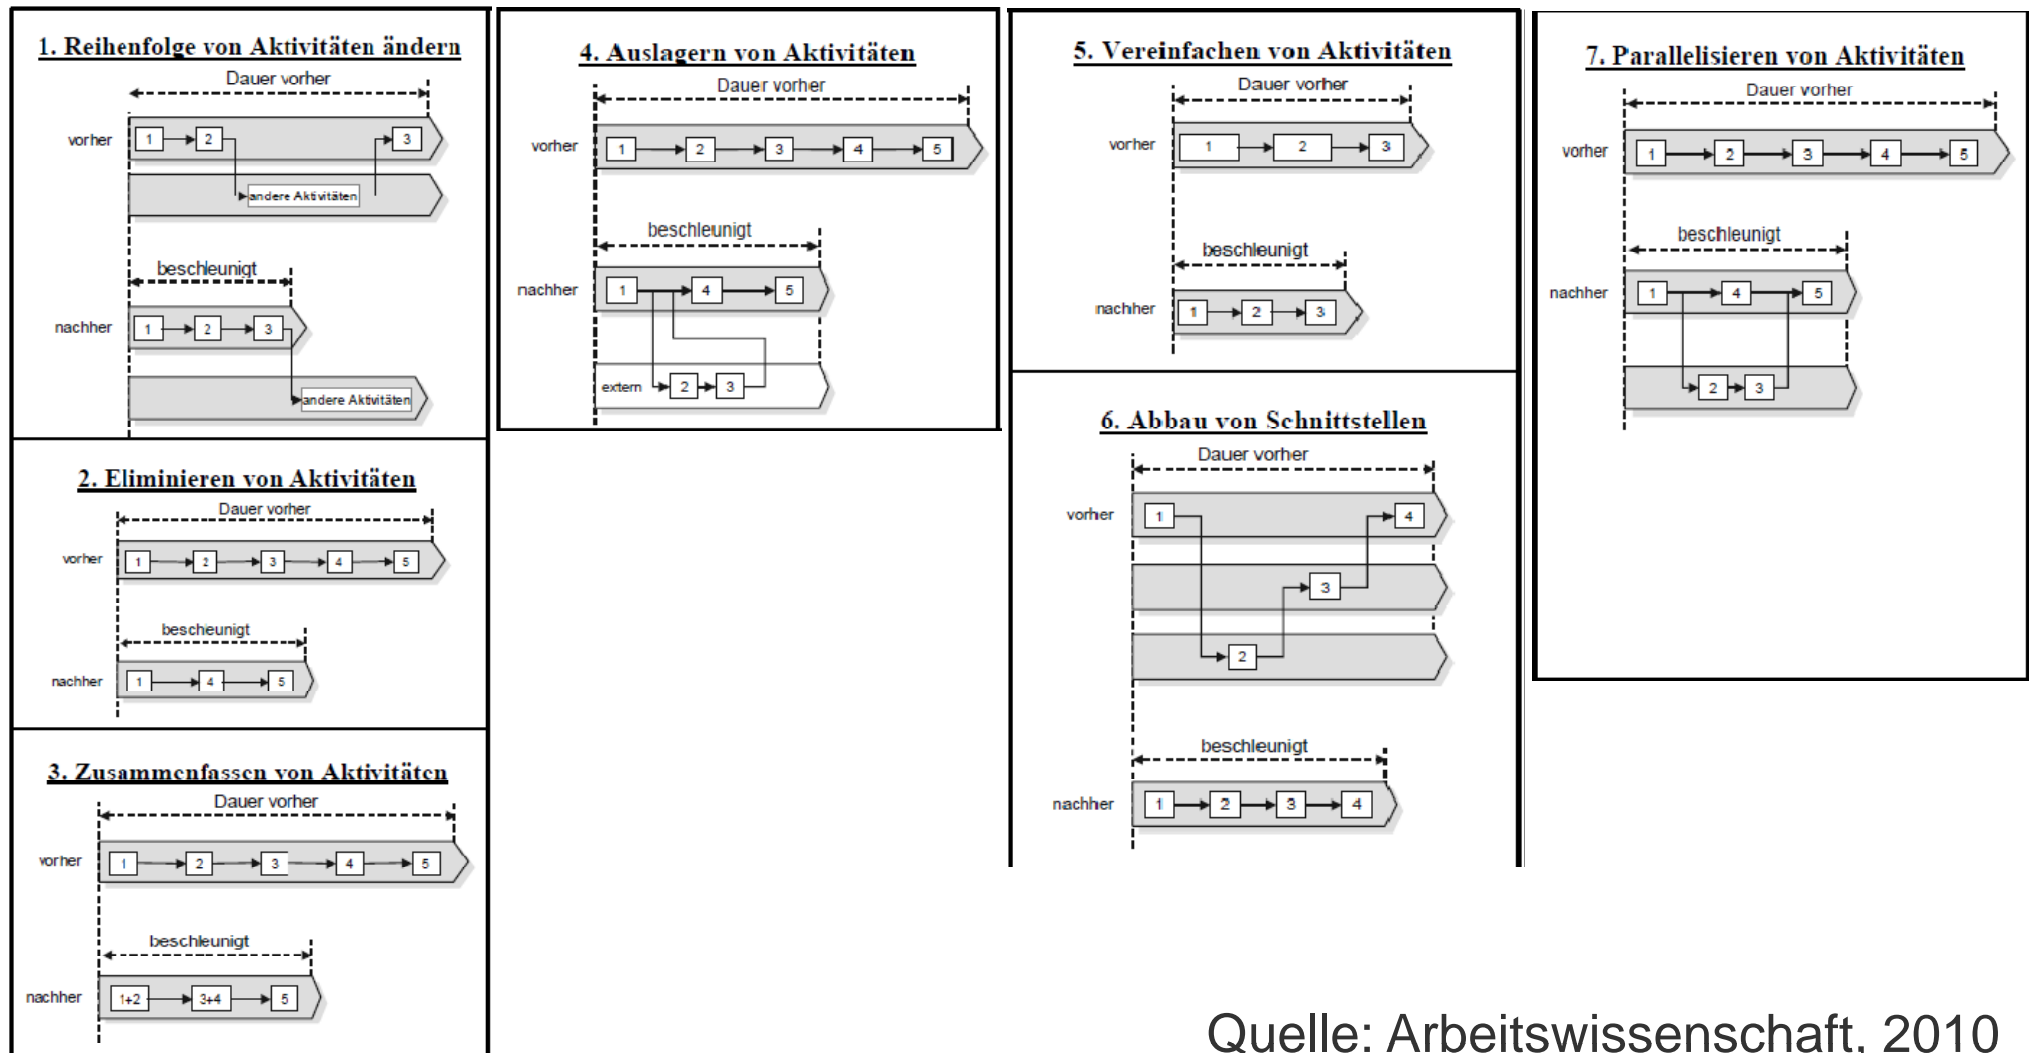 1. Reihenfolge von Aktivitäten ändern
Dauer vorher
vorher
1
2
3
andere Aktivitäten
beschleunigt
nachher
1
2
3
andere Aktivitäten
2. Eliminieren von Aktivitäten
Dauer vorher
vorher
1
2
3
4
5
bescheunigt
nachher
1
4
5
3. Zusammenfassen von Aktivitäten
Dauer vorher
vorher
1
2
3
4
5
beschleunigt
nachher
1+2
3+4
5
4. Auslagern von Aktivitäten
Dauer vorher
vorher
1
2
3
4
5
beschleunigt
nachher
1
4
5
extern
2
3
5. Vereinfachen von Aktivitäten
Dauer vorher
vorher
1
2
3
beschleunigt
nachher
1
2
3
6. Abbau von Schnittstellen
Dauer vorher
vorher
1
4
3
2
beschleunigt
nachher
1
2
3
4
7. Parallelisieren von Aktivitäten
Dauer vorher
vorher
1
2
3
4
5
beschleunigt
nachher
1
4
5
2
3
Quelle: Arbeitswissenschaft, 2010